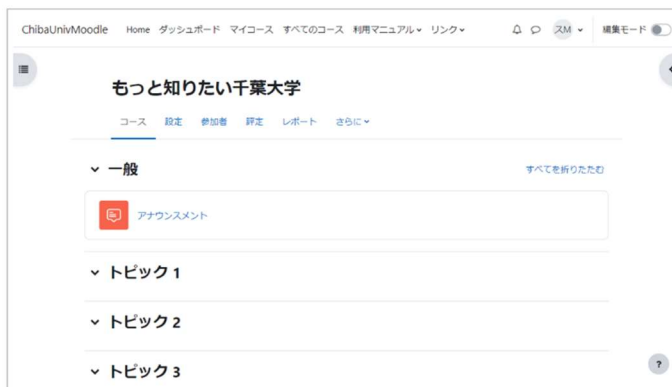 ChibaUnivMoodle Home ダッシュボード マイコース すべてのコース 利用マニュアル リンク スM 編集モード
もっと知りたい千葉大学
コース 設定 参加者 評定 レポート さらに
一般 すべてを折りたたむ
アナウンスメント
トピック 1
トピック 2
トピック 3
?